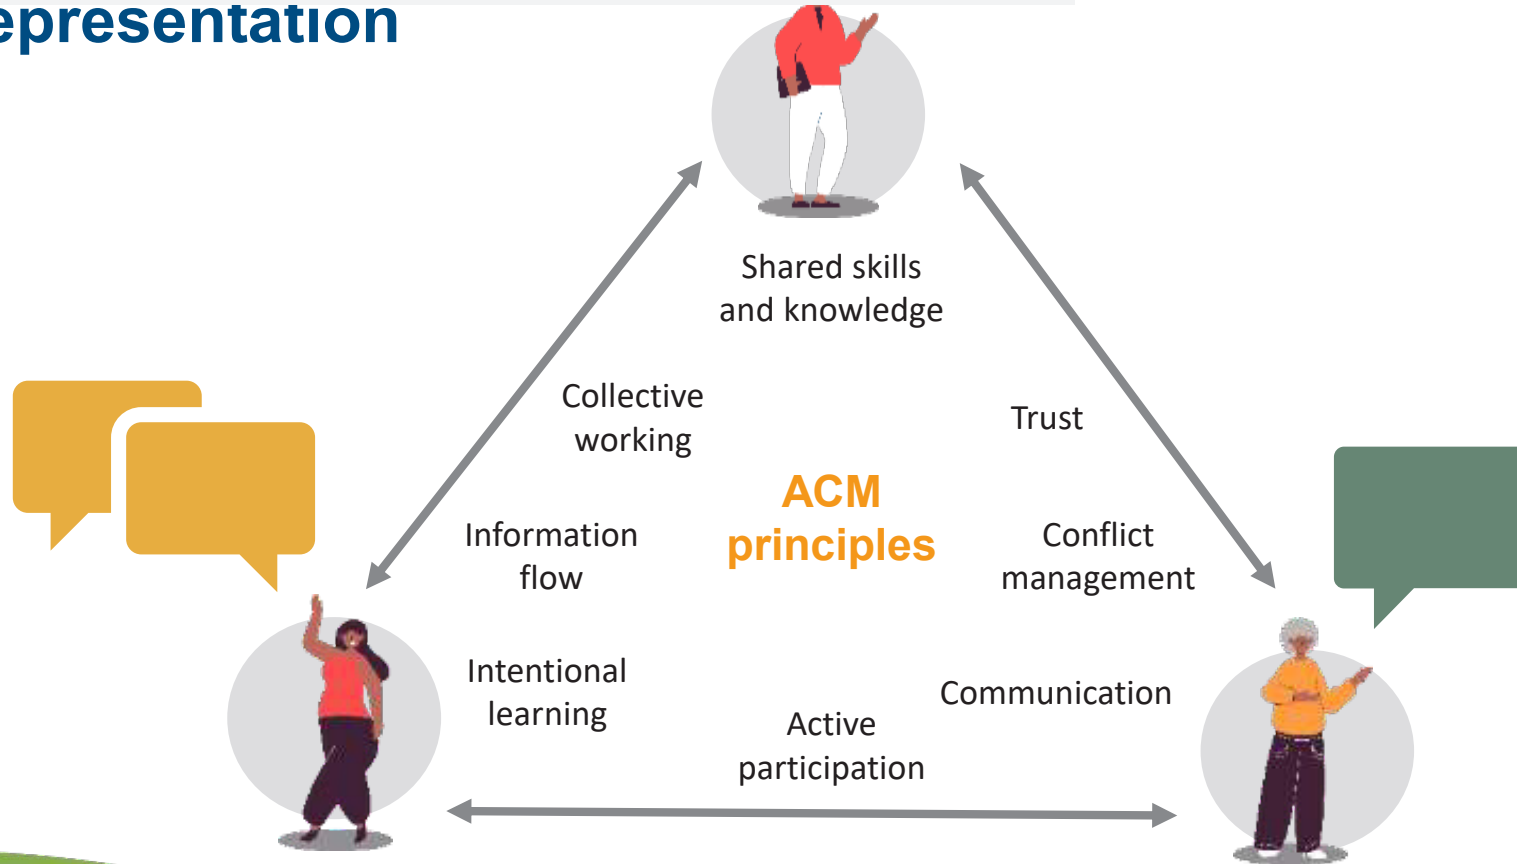 epresentation
Shared skills
and knowledge
Collective
working
Trust
ACM
principles
Information
flow
Conflict
management
Intentional
learning
Communication
Active
participation